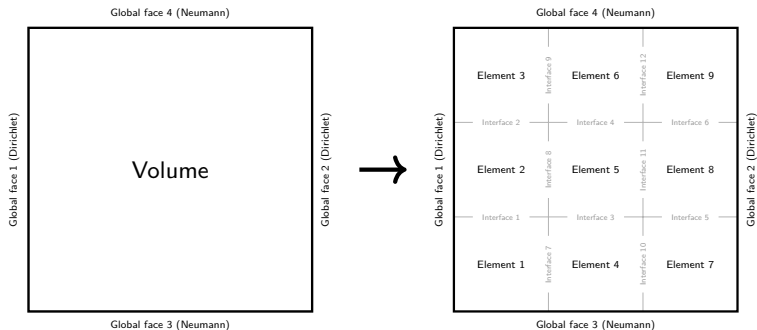 Global face 4 (Neumann)
Global face 1 (Dirichlet)
Volume
Global face 2 (Dirichlet)
Global face 3 (Neumann)
Global face 4 (Neumann)
Global face 1 (Dirichlet)
Element 3
Interface 9
Element 6
Interface 12
Element 9
Interface 2
Interface 4
Interface 6
Element 2
Interface 8
Element 5
Interface 11
Element 8
Global face 2 (Dirichlet)
Interface 1
Interface 3
Interface 5
Element 1
Interface 7
Element 4
Interface 10
Element 7
Global face 3 (Neumann)